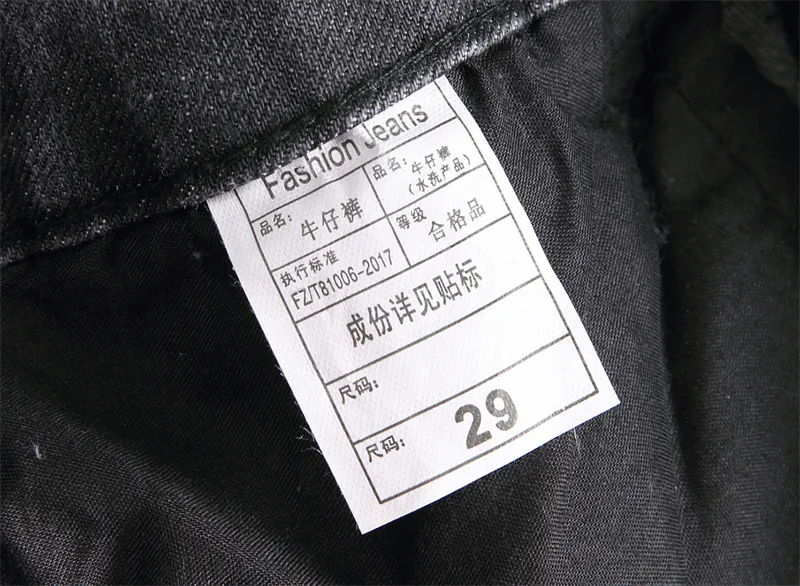 Fashion Jeans
品名: 牛仔裤
品名: 牛仔裤
(水洗产品)
执行标准
FZ/T81006-2017
等级
合格品
成份详见贴标
尺码:
尺码: 29